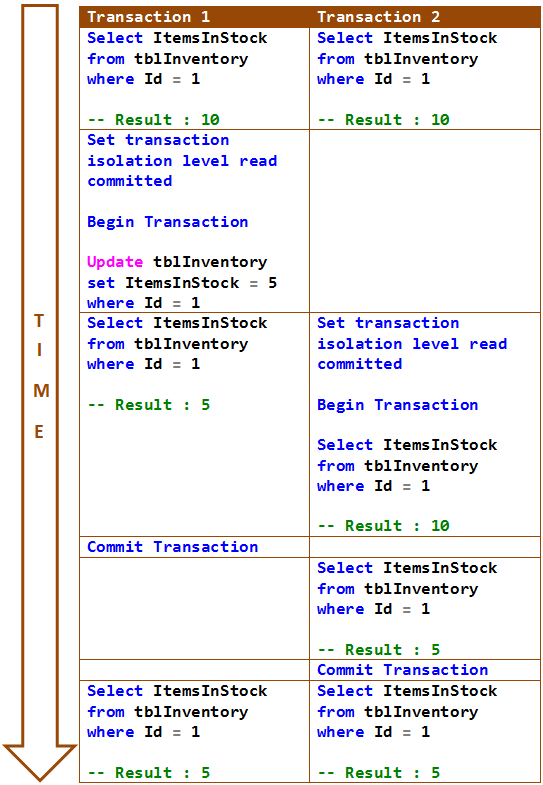 Transaction 1 Transaction 2
Select ItemsInStock Select ItemsInStock
from tblInventory from tblInventory
where Id = 1 where Id = 1
-- Result : 10 -- Result : 10
Set transaction
isolation level read
committed
Begin Transaction
Update tblInventory
set ItemsInStock = 5
where Id = 1
Select ItemsInStock
from tblInventory
where Id = 1
-- Result : 5
Set transaction
isolation level read
committed
Begin Transaction
Select ItemsInStock
from tblInventory
where Id = 1
-- Result : 10
Commit Transaction
Select ItemsInStock
from tblInventory
where Id = 1
-- Result : 5
Commit Transaction
Select ItemsInStock Select ItemsInStock
from tblInventory from tblInventory
where Id = 1 where Id = 1
-- Result : 5 -- Result : 5
T
I
M
E